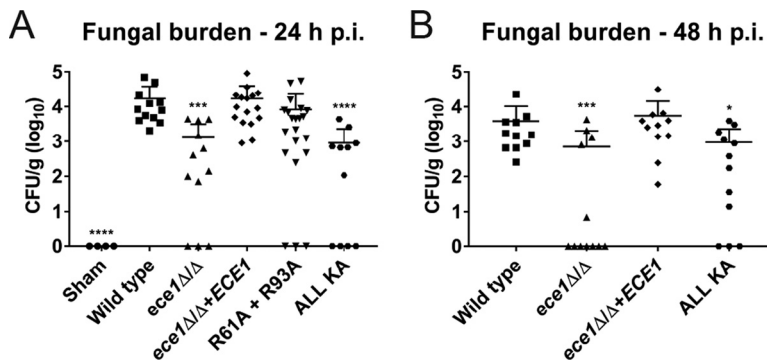 A
Fungal burden - 24 h p.i.
CFU/g (log10)
5
4
3
2
1
0
****
***
****
Sham
Wild type
ece1Δ/Δ
ece1Δ/Δ+ECE1
R61A + R93A
ALL KA
B
Fungal burden - 48 h p.i.
CFU/g (log10)
5
4
3
2
1
0
***
*
Wild type
ece1Δ/Δ
ece1Δ/Δ+ECE1
ALL KA